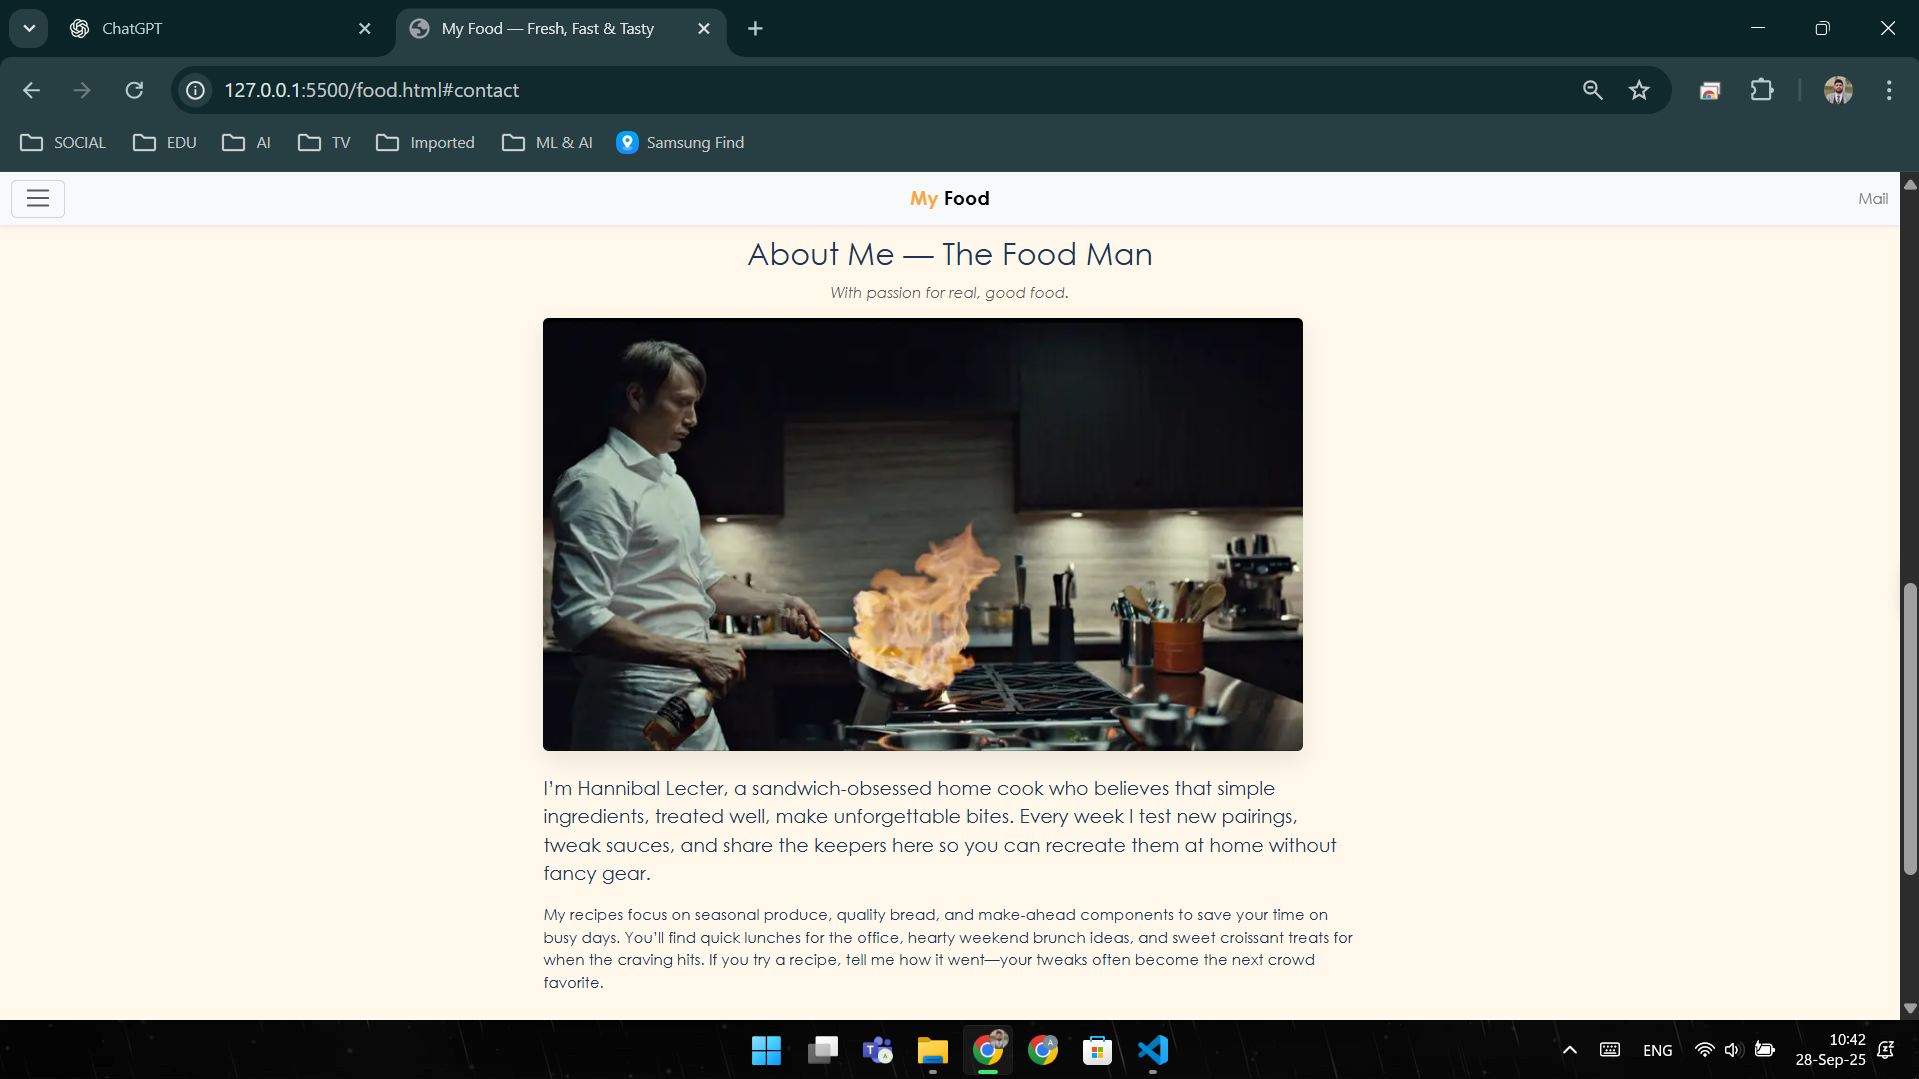 ChatGPT
My Food — Fresh, Fast & Tasty
127.0.0.1:5500/food.html#contact
SOCIAL
EDU
AI
TV
Imported
ML & AI
Samsung Find
My Food
Mail
About Me — The Food Man
With passion for real, good food.
I’m Hannibal Lecter, a sandwich-obsessed home cook who believes that simple
ingredients, treated well, make unforgettable bites. Every week I test new pairings,
tweak sauces, and share the keepers here so you can recreate them at home without
fancy gear.
My recipes focus on seasonal produce, quality bread, and make-ahead components to save your time on
busy days. You’ll find quick lunches for the office, hearty weekend brunch ideas, and sweet croissant treats for
when the craving hits. If you try a recipe, tell me how it went—your tweaks often become the next crowd
favorite.
ENG
10:42
28-Sep-25